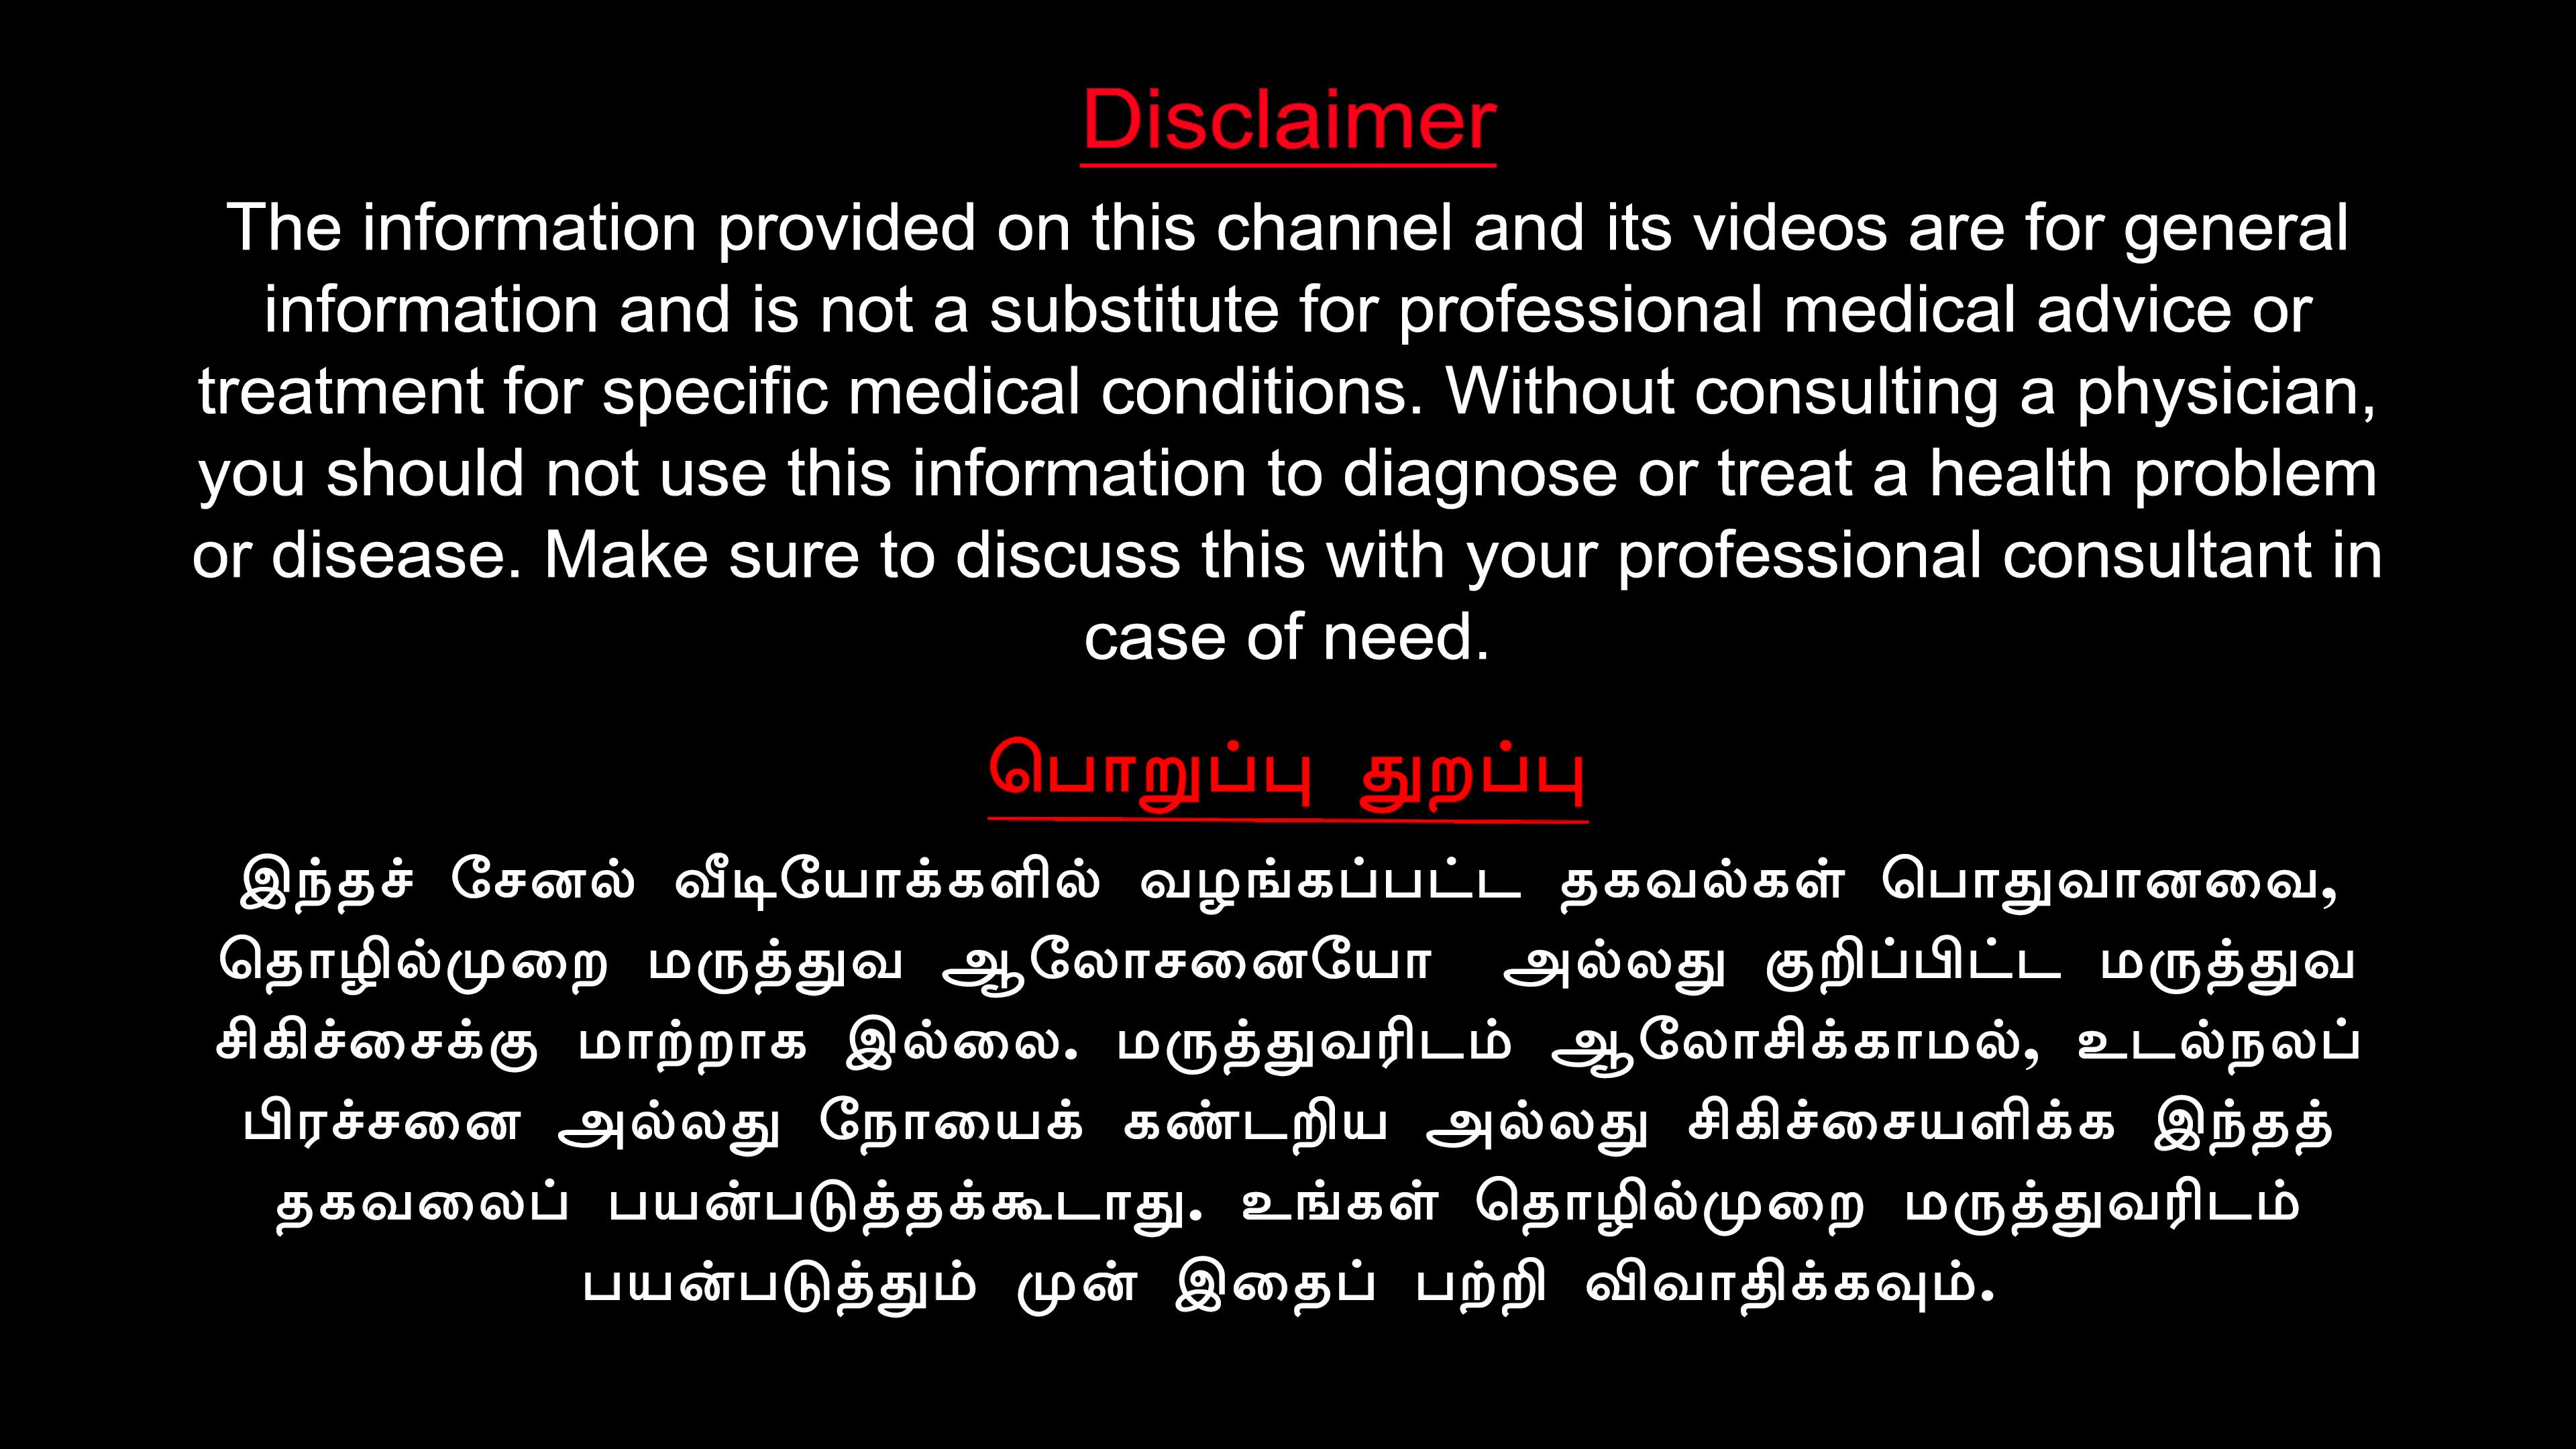 Disclaimer
The information provided on this channel and its videos are for general
information and is not a substitute for professional medical advice or
treatment for specific medical conditions. Without consulting a physician,
you should not use this information to diagnose or treat a health problem
or disease. Make sure to discuss this with your professional consultant in
case of need.
பொறுப்பு துறப்பு
இந்தச் சேனல் வீடியோக்களில் வழங்கப்பட்ட தகவல்கள் பொதுவானவை,
தொழில்முறை மருத்துவ ஆலோசனையோ அல்லது குறிப்பிட்ட மருத்துவ
சிகிச்சைக்கு மாற்றாக இல்லை. மருத்துவரிடம் ஆலோசிக்காமல், உடல்நலப்
பிரச்சனை அல்லது நோயைக் கண்டறிய அல்லது சிகிச்சையளிக்க இந்தத்
தகவலைப் பயன்படுத்தக்கூடாது. உங்கள் தொழில்முறை மருத்துவரிடம்
பயன்படுத்தும் முன் இதைப் பற்றி விவாதிக்கவும்.